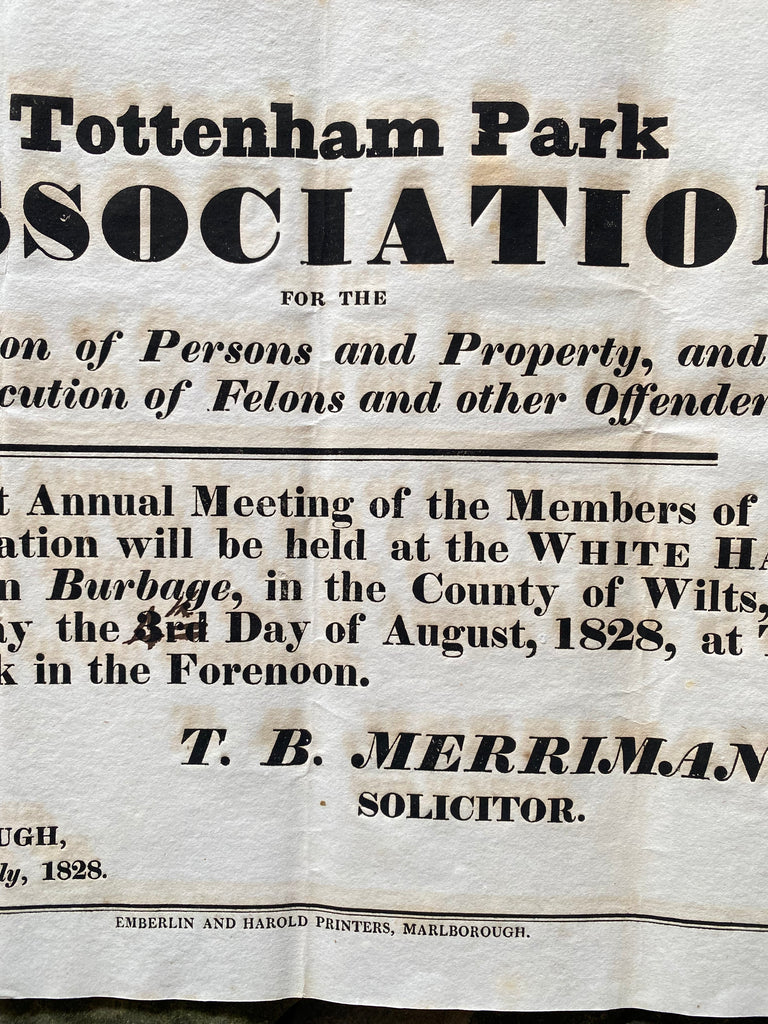 Tottenham Park
SSOCIATION
FOR THE
on of Persons and Property, and
cution of Felons and other Offender
t Annual Meeting of the Members of
ation will be held at the WHITE HA
n Burbage, in the County of Wilts,
ay the 3rd Day of August, 1828, at T
k in the Forenoon.
T. B. MERRIMAN
SOLICITOR.
UGH,
ly, 1828.
EMBERLIN AND HAROLD PRINTERS, MARLBOROUGH.